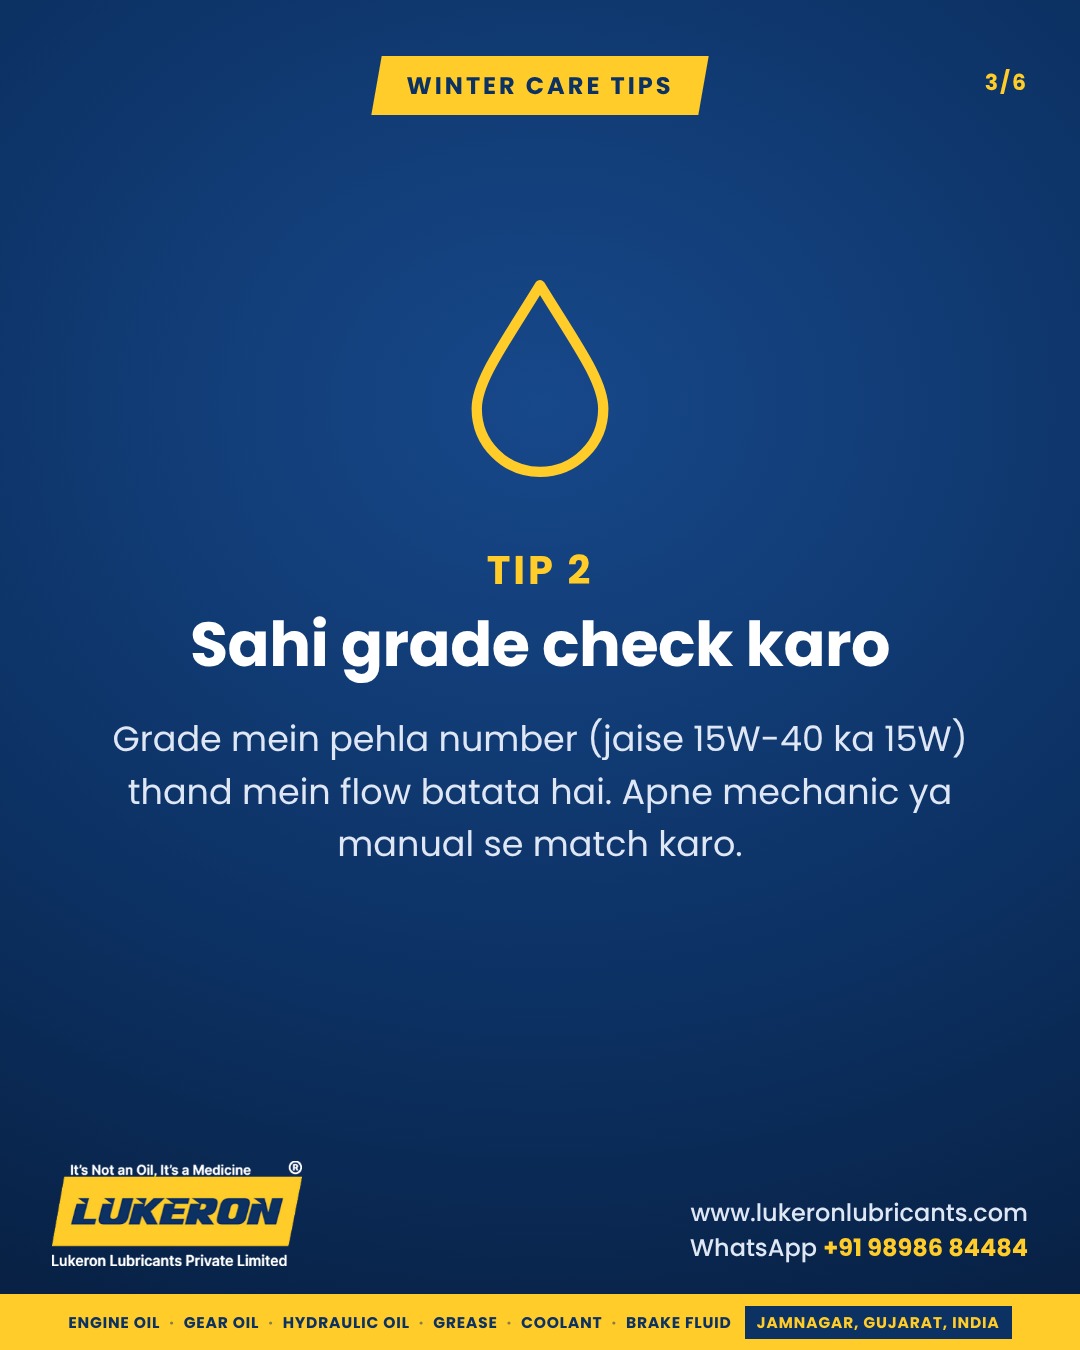 WINTER CARE TIPS
3/6
TIP 2
Sahi grade check karo
Grade mein pehla number (jaise 15W-40 ka 15W)
thand mein flow batata hai. Apne mechanic ya
manual se match karo.
It's Not an Oil, It's a Medicine ®
LUKERON
Lukeron Lubricants Private Limited
www.lukeronlubricants.com
WhatsApp +91 98986 84484
ENGINE OIL · GEAR OIL · HYDRAULIC OIL · GREASE · COOLANT · BRAKE FLUID JAMNAGAR, GUJARAT, INDIA